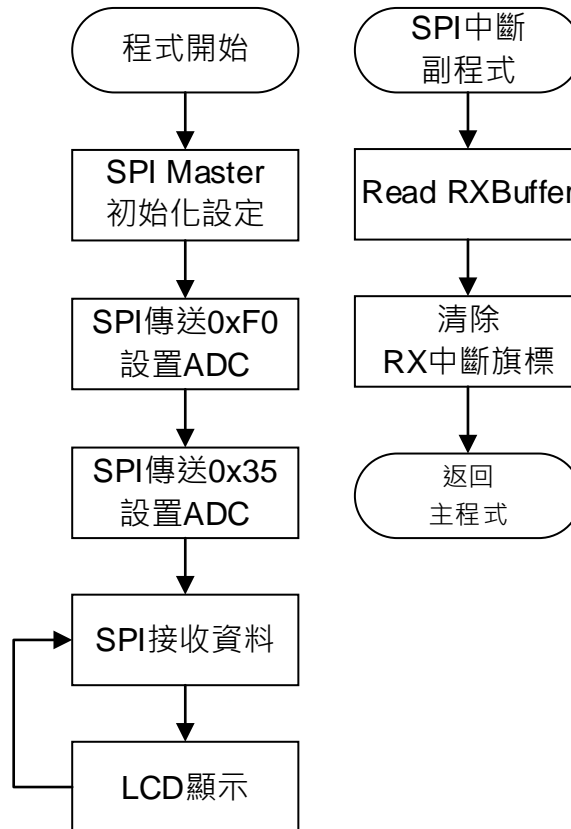 程式開始
SPI Master
初始化設定
SPI傳送0xF0
設置ADC
SPI傳送0x35
設置ADC
SPI接收資料
LCD顯示
SPI中斷
副程式
Read RXBuffer
清除
RX中斷旗標
返回
主程式